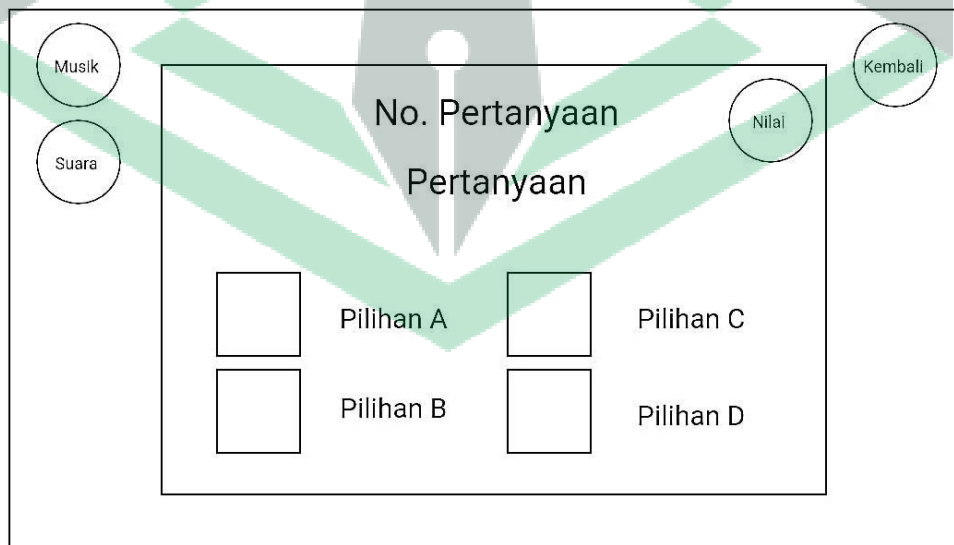 Musik
Kembali
No. Pertanyaan
Nilai
Suara
Pertanyaan
Pilihan A
Pilihan C
Pilihan B
Pilihan D